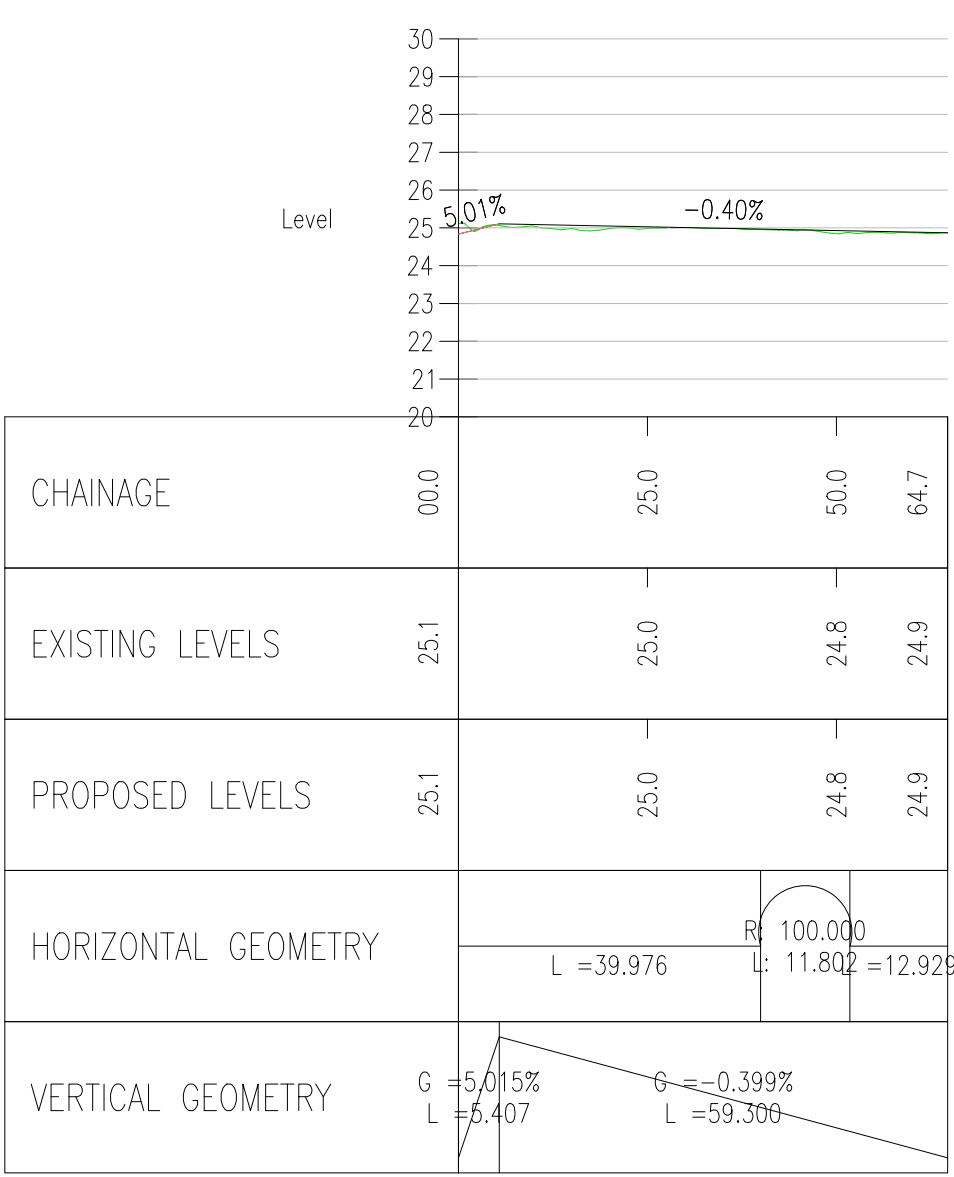 30
29
28
27
26
25
24
23
22
21
20
Level
5.01%
-0.40%
CHAINAGE 00.0 25.0 50.0 64.7
EXISTING LEVELS 25.1 25.0 24.8 24.9
PROPOSED LEVELS 25.1 25.0 24.8 24.9
HORIZONTAL GEOMETRY
R: 100.000
L =39.976 L: 11.802 L =12.929
VERTICAL GEOMETRY
G =5.015% G =-0.399%
L =5.407 L =59.300